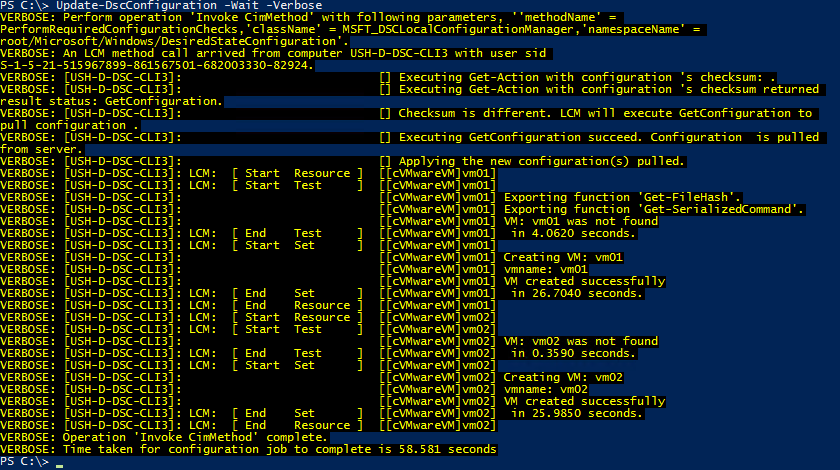 PS C:\> Update-DscConfiguration -Wait -Verbose
VERBOSE: Perform operation 'Invoke CimMethod' with following parameters, ''methodName' =
PerformRequiredConfigurationChecks,'className' = MSFT_DSCLocalConfigurationManager,'namespaceName' =
root/Microsoft/Windows/DesiredStateConfiguration'.
VERBOSE: An LCM method call arrived from computer USH-D-DSC-CLI3 with user sid
S-1-5-21-515967899-861567501-682003330-82924.
VERBOSE: [USH-D-DSC-CLI3]:                            [] Executing Get-Action with configuration 's checksum: .
VERBOSE: [USH-D-DSC-CLI3]:                            [] Executing Get-Action with configuration 's checksum returned
result status: GetConfiguration.
VERBOSE: [USH-D-DSC-CLI3]:                            [] Checksum is different. LCM will execute GetConfiguration to
pull configuration .
VERBOSE: [USH-D-DSC-CLI3]:                            [] Executing GetConfiguration succeed. Configuration  is pulled
from server.
VERBOSE: [USH-D-DSC-CLI3]:                            [] Applying the new configuration(s) pulled.
VERBOSE: [USH-D-DSC-CLI3]: LCM:  [ Start  Resource ]  [[cVMwareVM]vm01]
VERBOSE: [USH-D-DSC-CLI3]: LCM:  [ Start  Test     ]  [[cVMwareVM]vm01]
VERBOSE: [USH-D-DSC-CLI3]:                            [[cVMwareVM]vm01] Exporting function 'Get-FileHash'.
VERBOSE: [USH-D-DSC-CLI3]:                            [[cVMwareVM]vm01] Exporting function 'Get-SerializedCommand'.
VERBOSE: [USH-D-DSC-CLI3]:                            [[cVMwareVM]vm01] VM: vm01 was not found
VERBOSE: [USH-D-DSC-CLI3]: LCM:  [ End    Test     ]  [[cVMwareVM]vm01]  in 4.0620 seconds.
VERBOSE: [USH-D-DSC-CLI3]: LCM:  [ Start  Set      ]  [[cVMwareVM]vm01]
VERBOSE: [USH-D-DSC-CLI3]:                            [[cVMwareVM]vm01] Creating VM: vm01
VERBOSE: [USH-D-DSC-CLI3]:                            [[cVMwareVM]vm01] vmname: vm01
VERBOSE: [USH-D-DSC-CLI3]:                            [[cVMwareVM]vm01] VM created successfully
VERBOSE: [USH-D-DSC-CLI3]: LCM:  [ End    Set      ]  [[cVMwareVM]vm01]  in 26.7040 seconds.
VERBOSE: [USH-D-DSC-CLI3]: LCM:  [ End    Resource ]  [[cVMwareVM]vm01]
VERBOSE: [USH-D-DSC-CLI3]: LCM:  [ Start  Resource ]  [[cVMwareVM]vm02]
VERBOSE: [USH-D-DSC-CLI3]: LCM:  [ Start  Test     ]  [[cVMwareVM]vm02]
VERBOSE: [USH-D-DSC-CLI3]:                            [[cVMwareVM]vm02] VM: vm02 was not found
VERBOSE: [USH-D-DSC-CLI3]: LCM:  [ End    Test     ]  [[cVMwareVM]vm02]  in 0.3590 seconds.
VERBOSE: [USH-D-DSC-CLI3]: LCM:  [ Start  Set      ]  [[cVMwareVM]vm02]
VERBOSE: [USH-D-DSC-CLI3]:                            [[cVMwareVM]vm02] Creating VM: vm02
VERBOSE: [USH-D-DSC-CLI3]:                            [[cVMwareVM]vm02] vmname: vm02
VERBOSE: [USH-D-DSC-CLI3]:                            [[cVMwareVM]vm02] VM created successfully
VERBOSE: [USH-D-DSC-CLI3]: LCM:  [ End    Set      ]  [[cVMwareVM]vm02]  in 25.9850 seconds.
VERBOSE: [USH-D-DSC-CLI3]: LCM:  [ End    Resource ]  [[cVMwareVM]vm02]
VERBOSE: Operation 'Invoke CimMethod' complete.
VERBOSE: Time taken for configuration job to complete is 58.581 seconds
PS C:\> _